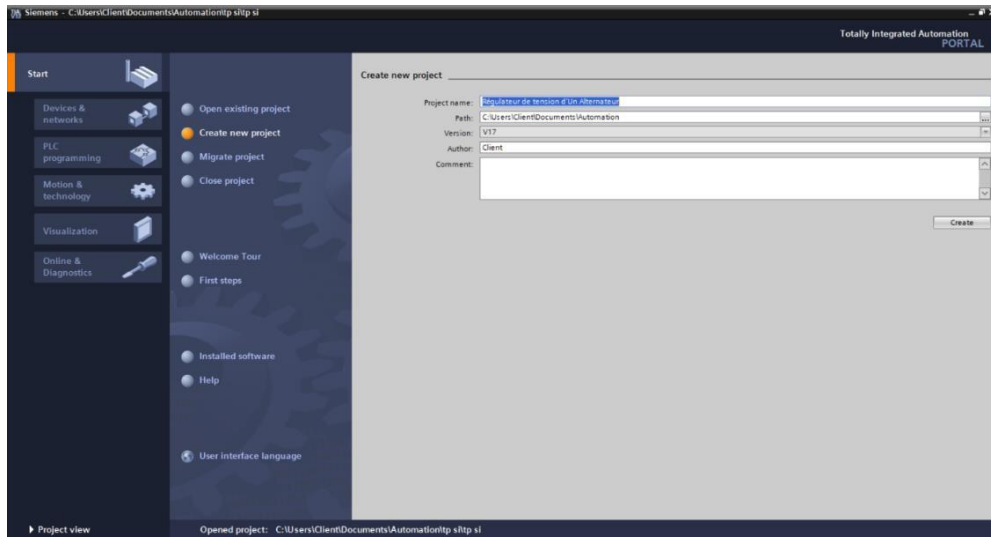 Siemens - C:\Users\Client\Documents\Automation\tp si\tp si
Totally Integrated Automation
PORTAL
Start
Devices &
networks
PLC
programming
Motion &
technology
Visualization
Online &
Diagnostics
Open existing project
Create new project
Migrate project
Close project
Welcome Tour
First steps
Installed software
Help
User interface language
Create new project
Project name: Régulateur de tension d'Un Alternateur
Path: C:\Users\Client\Documents\Automation
...
Version: V17
Author: Client
Comment:
Create
Project view
Opened project: C:\Users\Client\Documents\Automation\tp si\tp si